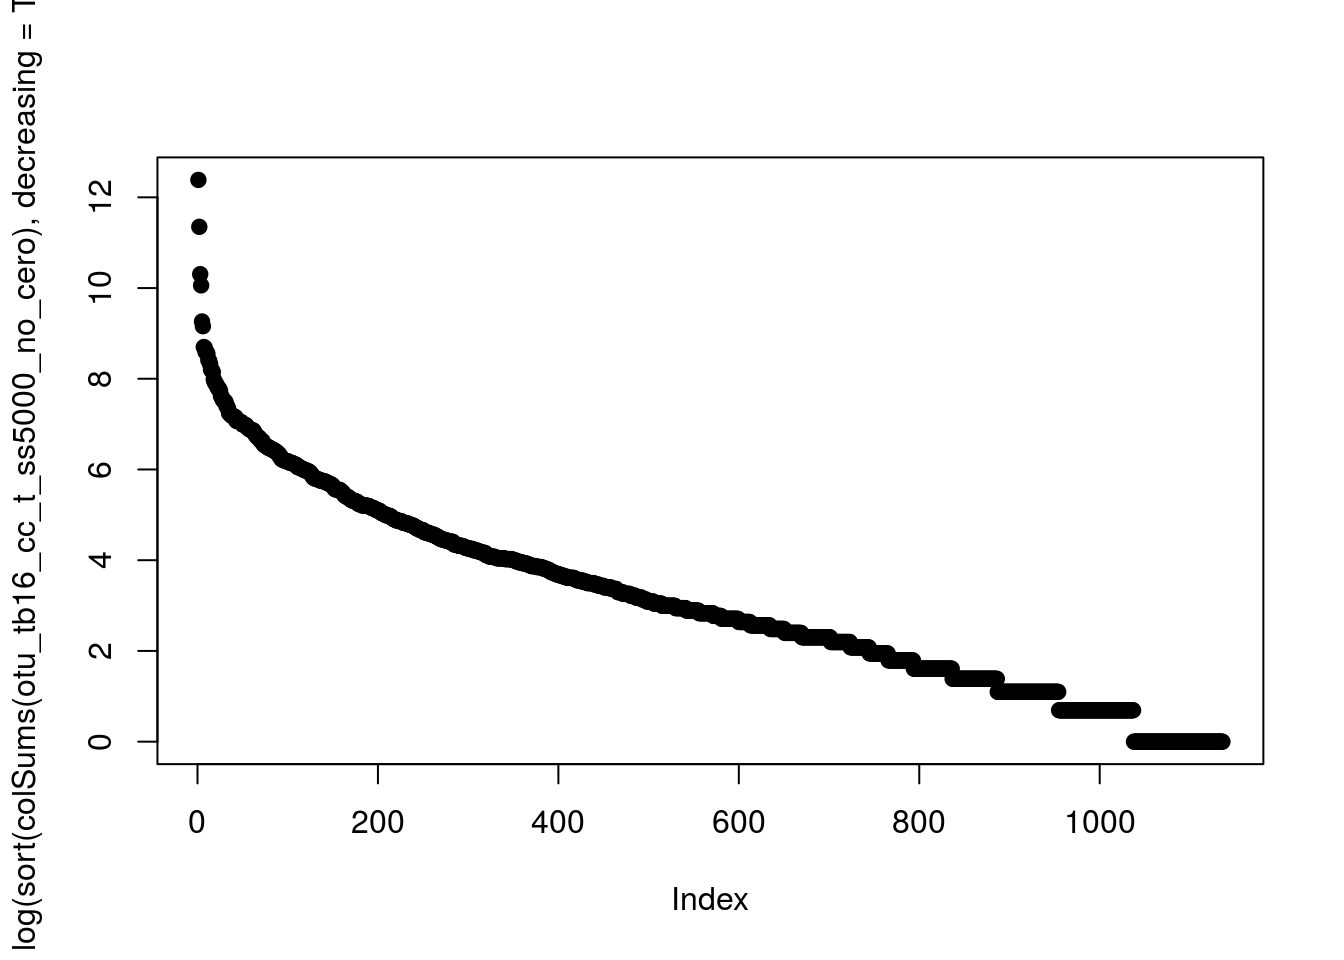 log(sort(colSums(otu_tb16_cc_t_ss5000_no_cero), decreasing = T
12
10
8
6
4
2
0
0 200 400 600 800 1000
Index